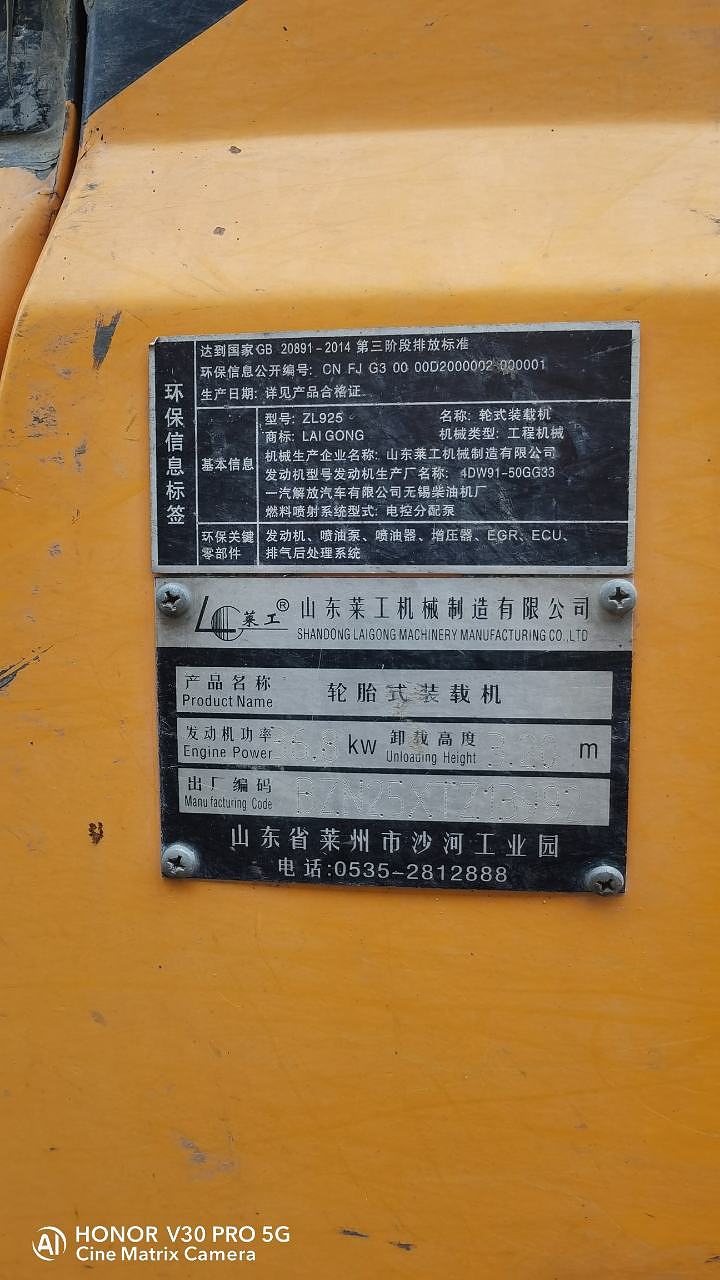 环保信息标签
达到国家GB 20891-2014 第三阶段排放标准
环保信息公开编号: CN FJ G3 00 00D2000002 000001
生产日期: 详见产品合格证
基本信息
型号: ZL925 名称: 轮式装载机
商标: LAI GONG 机械类型: 工程机械
机械生产企业名称: 山东莱工机械制造有限公司
发动机型号发动机生产厂名称: 4DW91-50GG33
一汽解放汽车有限公司无锡柴油机厂
燃料喷射系统型式: 电控分配泵
环保关键零部件
发动机、喷油泵、喷油器、增压器、EGR、ECU、
排气后处理系统
莱工® 山东莱工机械制造有限公司
SHANDONG LAIGONG MACHINERY MANUFACTURING CO.,LTD
产品名称 轮胎式装载机
Product Name
发动机功率 36.8 kw 卸载高度 3.20 m
Engine Power Unloading Height
出厂编码
Manufacturing Code
山东省莱州市沙河工业园
电话:0535-2812888
HONOR V30 PRO 5G
AI Cine Matrix Camera